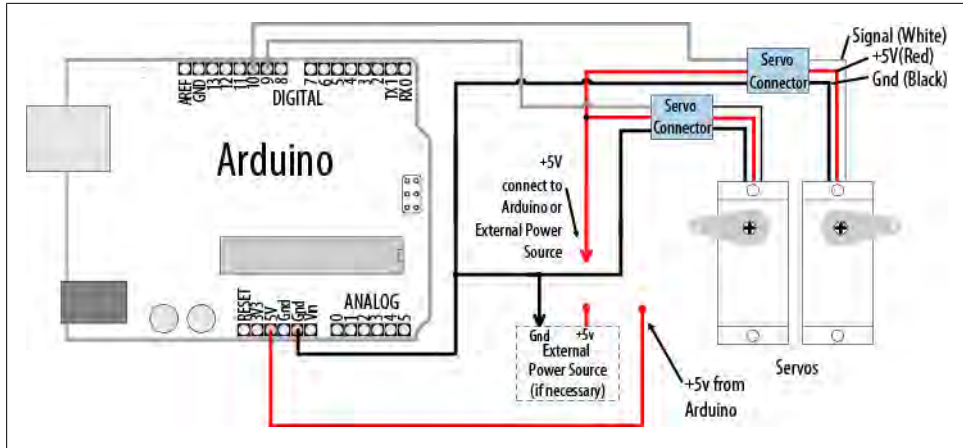 Signal (White)
+5V(Red)
Gnd (Black)
Servo
Connector
Servo
Connector
AREF
GND
13
12
11
10
9
8
7
6
5
4
3
2
TX 1
RX0
DIGITAL
Arduino
+5V
connect to
Arduino or
External Power
Source
RESET
3V3
5V
Gnd
Gnd
Vin
ANALOG
0
1
2
3
4
5
Gnd
+5v
External
Power Source
(if necessary)
+5v from
Arduino
Servos